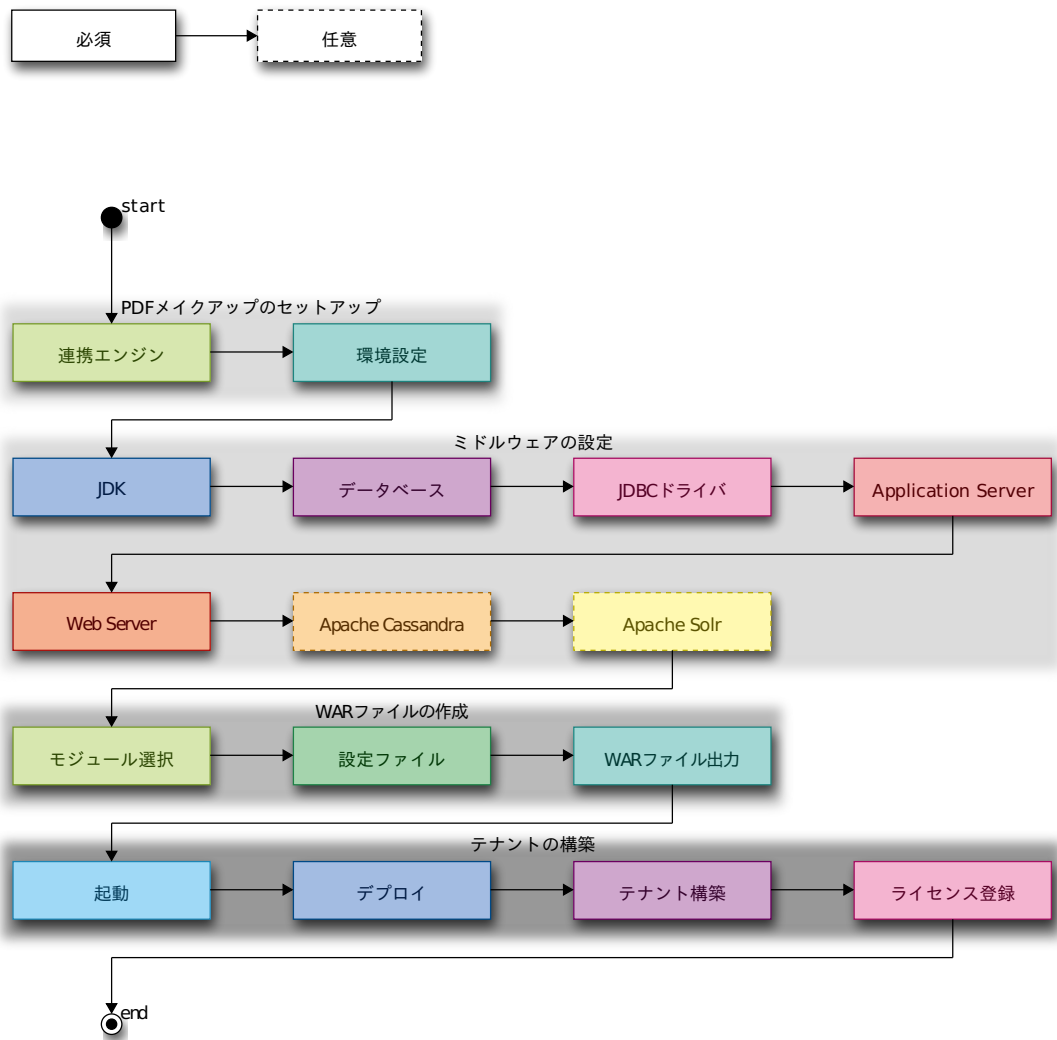 必須
任意
start
PDFメイクアップのセットアップ
連携エンジン
環境設定
ミドルウェアの設定
JDK
データベース
JDBCドライバ
Application Server
Web Server
Apache Cassandra
Apache Solr
WARファイルの作成
モジュール選択
設定ファイル
WARファイル出力
テナントの構築
起動
デプロイ
テナント構築
ライセンス登録
end